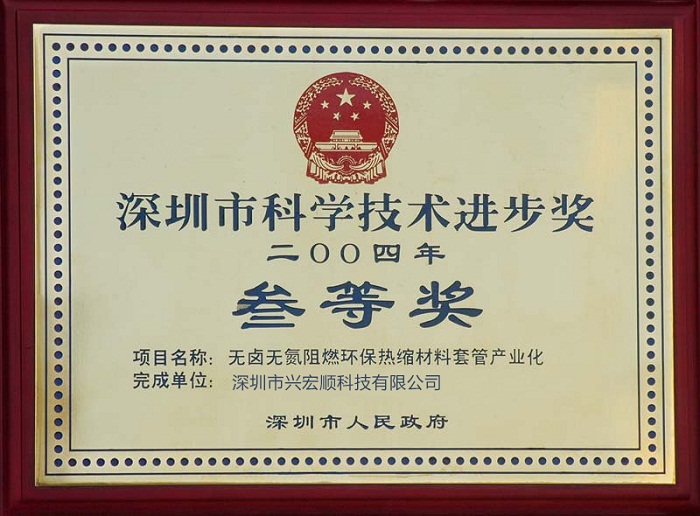 深圳市科学技术进步奖
二〇〇四年
叁等奖
项目名称：无卤无氮阻燃环保热缩材料套管产业化
完成单位：深圳市兴宏顺科技有限公司
深圳市人民政府